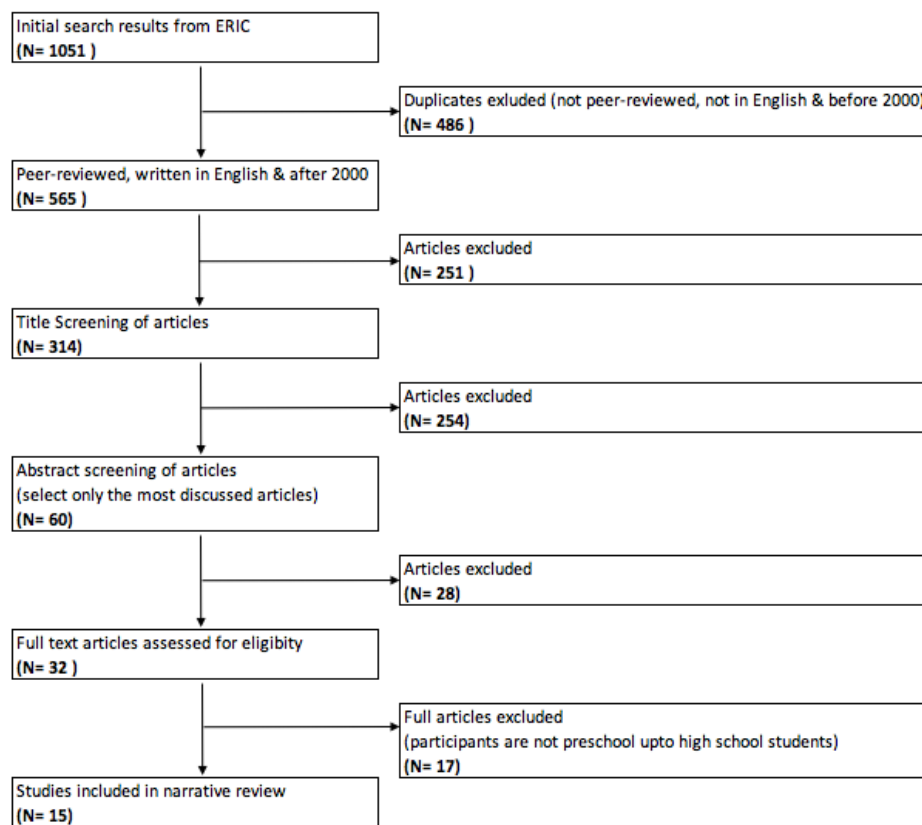 Initial search results from ERIC
(N= 1051 )
Duplicates exluded (not peer-reviewed, not in English & before 2000)
(N= 486 )
Peer-reviewed, written in English & after 2000
(N= 565 )
Articles excluded
(N= 251 )
Title Screening of articles
(N= 314)
Articles excluded
(N= 254)
Abstract screening of articles
(select only the most discussed articles)
(N= 60)
Articles excluded
(N= 28)
Full text articles assessed for eligibity
(N= 32 )
Full articles excluded
(participants are not preschool upto high school students)
(N= 17)
Studies included in narrative review
(N= 15)